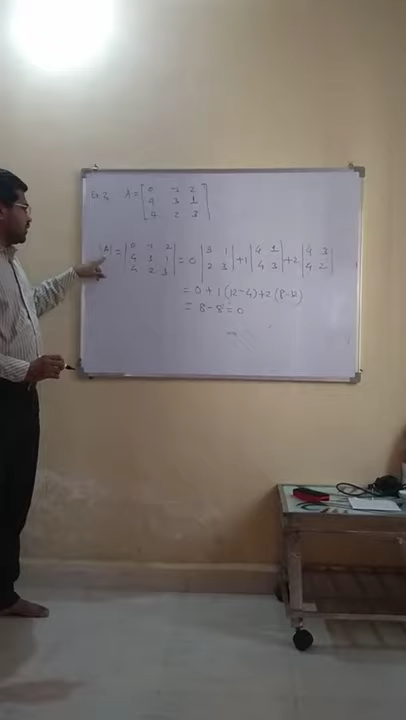 Ex 2, A = [0 -1 2
4 3 1
4 2 3]
|A| = |0 -1 2; 4 3 1; 4 2 3| = 0 |3 1; 2 3| + 1 |4 1; 4 3| + 2 |4 3; 4 2|
= 0 + 1 (12-4) + 2 (8-12)
= 8 - 8 = 0